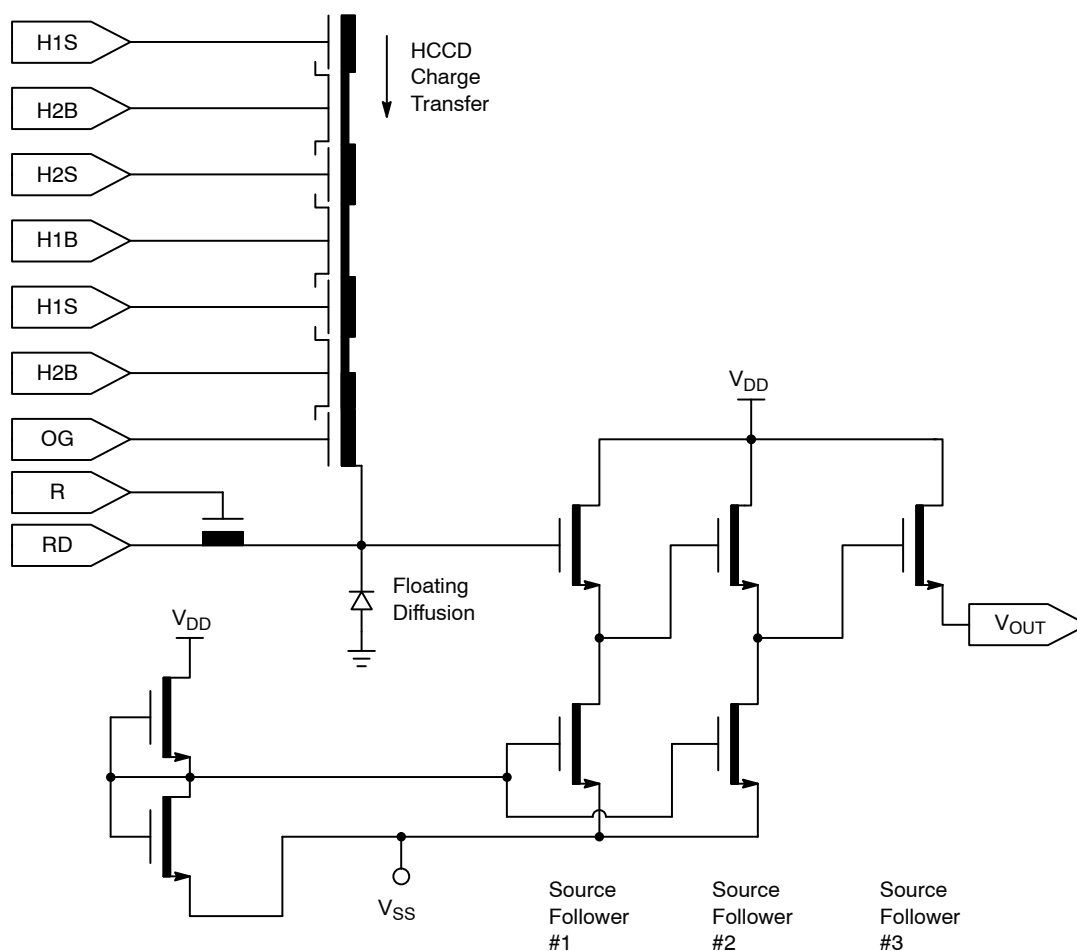 H1S
HCCD
Charge
Transfer
H2B
H2S
H1B
H1S
H2B
OG
R
RD
VDD
Floating
Diffusion
VDD
VOUT
VSS
Source
Follower
#1
Source
Follower
#2
Source
Follower
#3